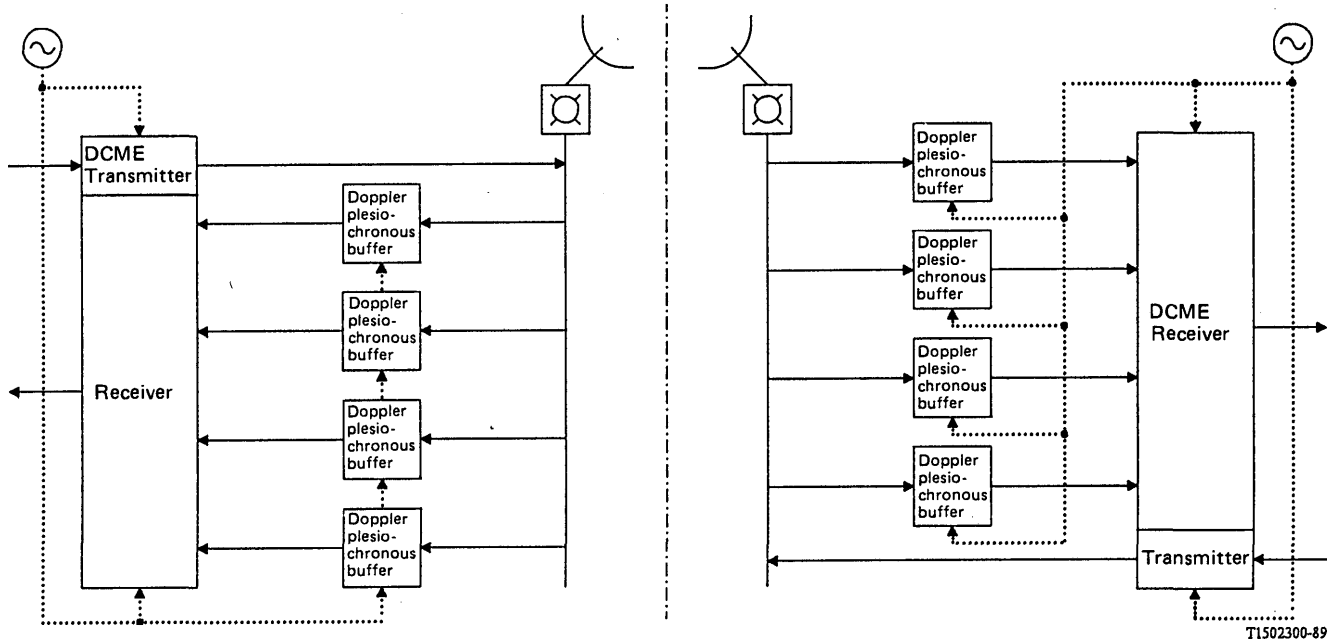 DCME
Transmitter
Receiver
Doppler
plesio-
chronous
buffer
Doppler
plesio-
chronous
buffer
Doppler
plesio-
chronous
buffer
Doppler
plesio-
chronous
buffer
Doppler
plesio-
chronous
buffer
Doppler
plesio-
chronous
buffer
Doppler
plesio-
chronous
buffer
Doppler
plesio-
chronous
buffer
DCME
Receiver
Transmitter
T1502300-89